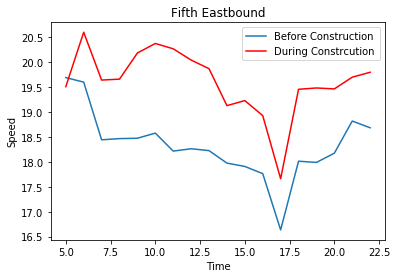 Fifth Eastbound
Before Construction
During Constrcution
20.5
20.0
19.5
19.0
18.5
18.0
17.5
17.0
16.5
Speed
5.0 7.5 10.0 12.5 15.0 17.5 20.0 22.5
Time